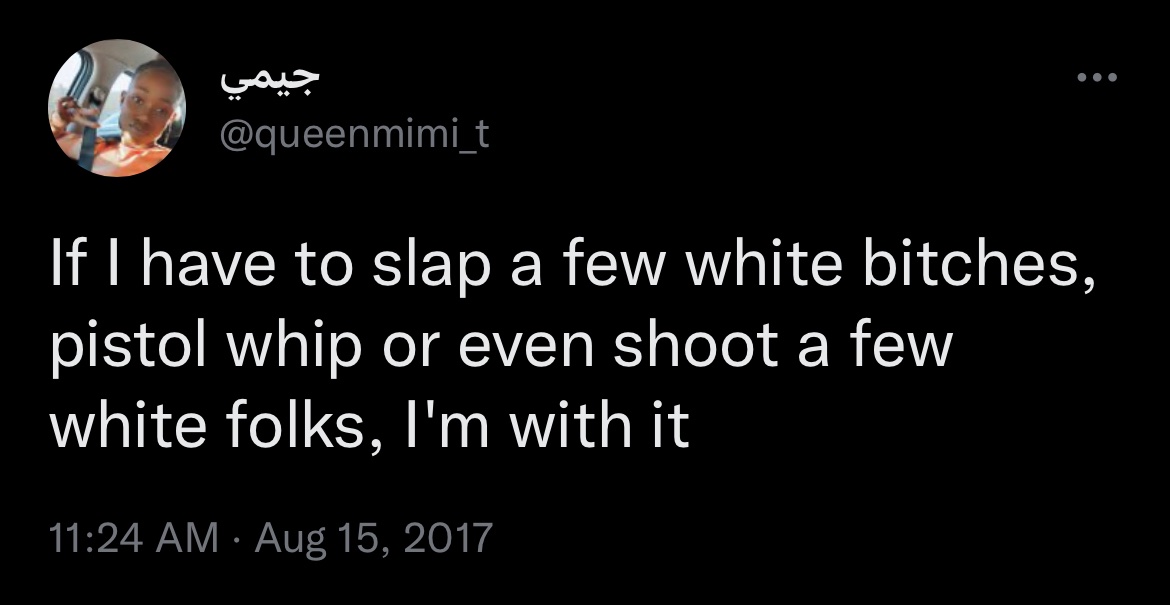 جيمي
@queenmimi_t
If I have to slap a few white bitches,
pistol whip or even shoot a few
white folks, I'm with it
11:24 AM · Aug 15, 2017